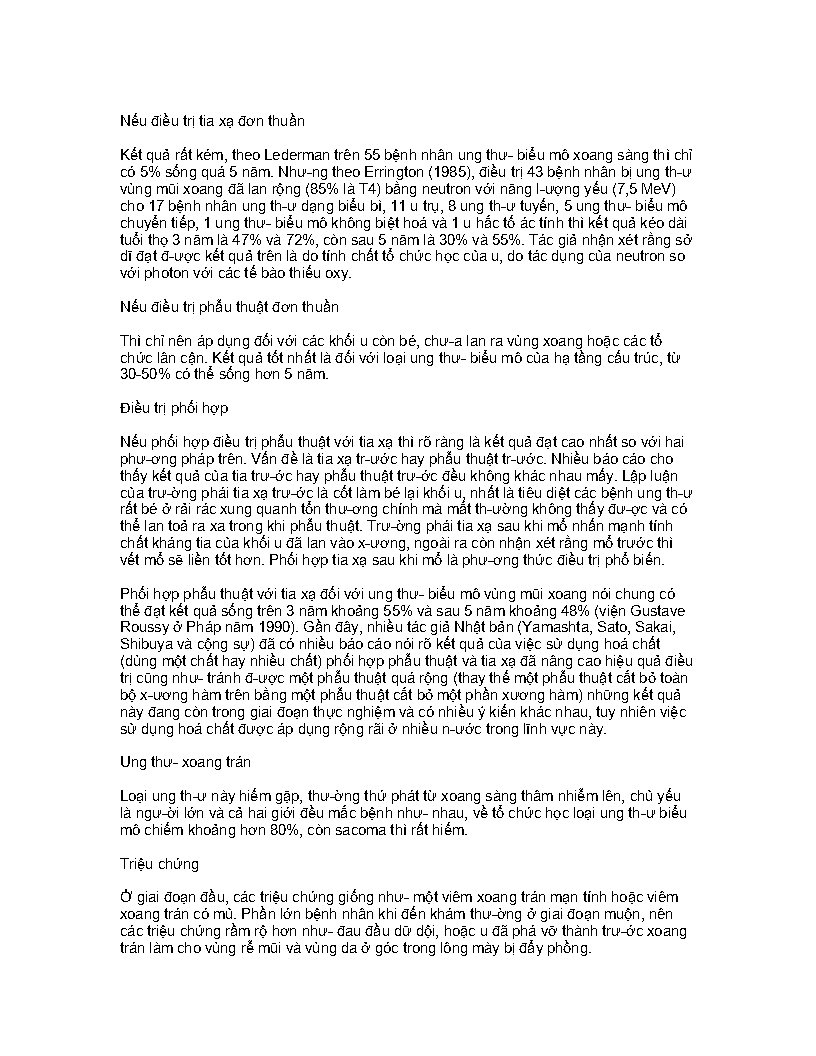 Nếu điều trị tia xạ đơn thuần
Kết quả rất kém, theo Lederman trên 55 bệnh nhân ung thư- biểu mô xoang sàng thì chỉ
có 5% sống quá 5 năm. Như-ng theo Errington (1985), điều trị 43 bệnh nhân bị ung th-ư
vùng mũi xoang đã lan rộng (85% là T4) bằng neutron với năng l-ượng yếu (7,5 MeV)
cho 17 bệnh nhân ung th-ư dạng biểu bì, 11 u trụ, 8 ung th-ư tuyến, 5 ung thư- biểu mô
chuyển tiếp, 1 ung thư- biểu mô không biệt hoá và 1 u hắc tố ác tính thì kết quả kéo dài
tuổi thọ 3 năm là 47% và 72%, còn sau 5 năm là 30% và 55%. Tác giả nhận xét rằng sở
dĩ đạt đ-ược kết quả trên là do tính chất tổ chức học của u, do tác dụng của neutron so
với photon với các tế bào thiếu oxy.
Nếu điều trị phẫu thuật đơn thuần
Thì chỉ nên áp dụng đối với các khối u còn bé, chư-a lan ra vùng xoang hoặc các tổ
chức lân cận. Kết quả tốt nhất là đối với loại ung thư- biểu mô của hạ tầng cấu trúc, từ
30-50% có thể sống hơn 5 năm.
Điều trị phối hợp
Nếu phối hợp điều trị phẫu thuật với tia xạ thì rõ ràng là kết quả đạt cao nhất so với hai
phư-ơng pháp trên. Vấn đề là tia xạ tr-ước hay phẫu thuật tr-ước. Nhiều báo cáo cho
thấy kết quả của tia trư-ớc hay phẫu thuật trư-ớc đều không khác nhau mấy. Lập luận
của trư-ờng phái tia xạ trư-ớc là cốt làm bé lại khối u, nhất là tiêu diệt các bệnh ung th-ư
rất bé ở rải rác xung quanh tổn thư-ơng chính mà mắt th-ường không thấy đư-ợc và có
thể lan toả ra xa trong khi phẫu thuật. Trư-ờng phái tia xạ sau khi mổ nhấn mạnh tính
chất kháng tia của khối u đã lan vào x-ương, ngoài ra còn nhận xét rằng mổ trước thì
vết mổ sẽ liền tốt hơn. Phối hợp tia xạ sau khi mổ là phư-ơng thức điều trị phổ biến.
Phối hợp phẫu thuật với tia xạ đối với ung thư- biểu mô vùng mũi xoang nói chung có
thể đạt kết quả sống trên 3 năm khoảng 55% và sau 5 năm khoảng 48% (viện Gustave
Roussy ở Pháp năm 1990). Gần đây, nhiều tác giả Nhật bản (Yamashta, Sato, Sakai,
Shibuya và cộng sự) đã có nhiều báo cáo nói rõ kết quả của việc sử dụng hoá chất
(dùng một chất hay nhiều chất) phối hợp phẫu thuật và tia xạ đã nâng cao hiệu quả điều
trị cũng như- tránh đ-ược một phẫu thuật quá rộng (thay thế một phẫu thuật cắt bỏ toàn
bộ x-ương hàm trên bằng một phẫu thuật cắt bỏ một phần xương hàm) những kết quả
này đang còn trong giai đoạn thực nghiệm và có nhiều ý kiến khác nhau, tuy nhiên việc
sử dụng hoá chất được áp dụng rộng rãi ở nhiều n-ước trong lĩnh vực này.
Ung thư- xoang trán
Loại ung th-ư này hiếm gặp, thư-ờng thứ phát từ xoang sàng thâm nhiễm lên, chủ yếu
là ngư-ời lớn và cả hai giới đều mắc bệnh như- nhau, về tổ chức học loại ung th-ư biểu
mô chiếm khoảng hơn 80%, còn sacoma thì rất hiếm.
Triệu chứng
Ở giai đoạn đầu, các triệu chứng giống như- một viêm xoang trán mạn tính hoặc viêm
xoang trán có mủ. Phần lớn bệnh nhân khi đến khám thư-ờng ở giai đoạn muộn, nên
các triệu chứng rầm rộ hơn như- đau đầu dữ dội, hoặc u đã phá vỡ thành trư-ớc xoang
trán làm cho vùng rễ mũi và vùng da ở góc trong lông mày bị đẩy phồng.